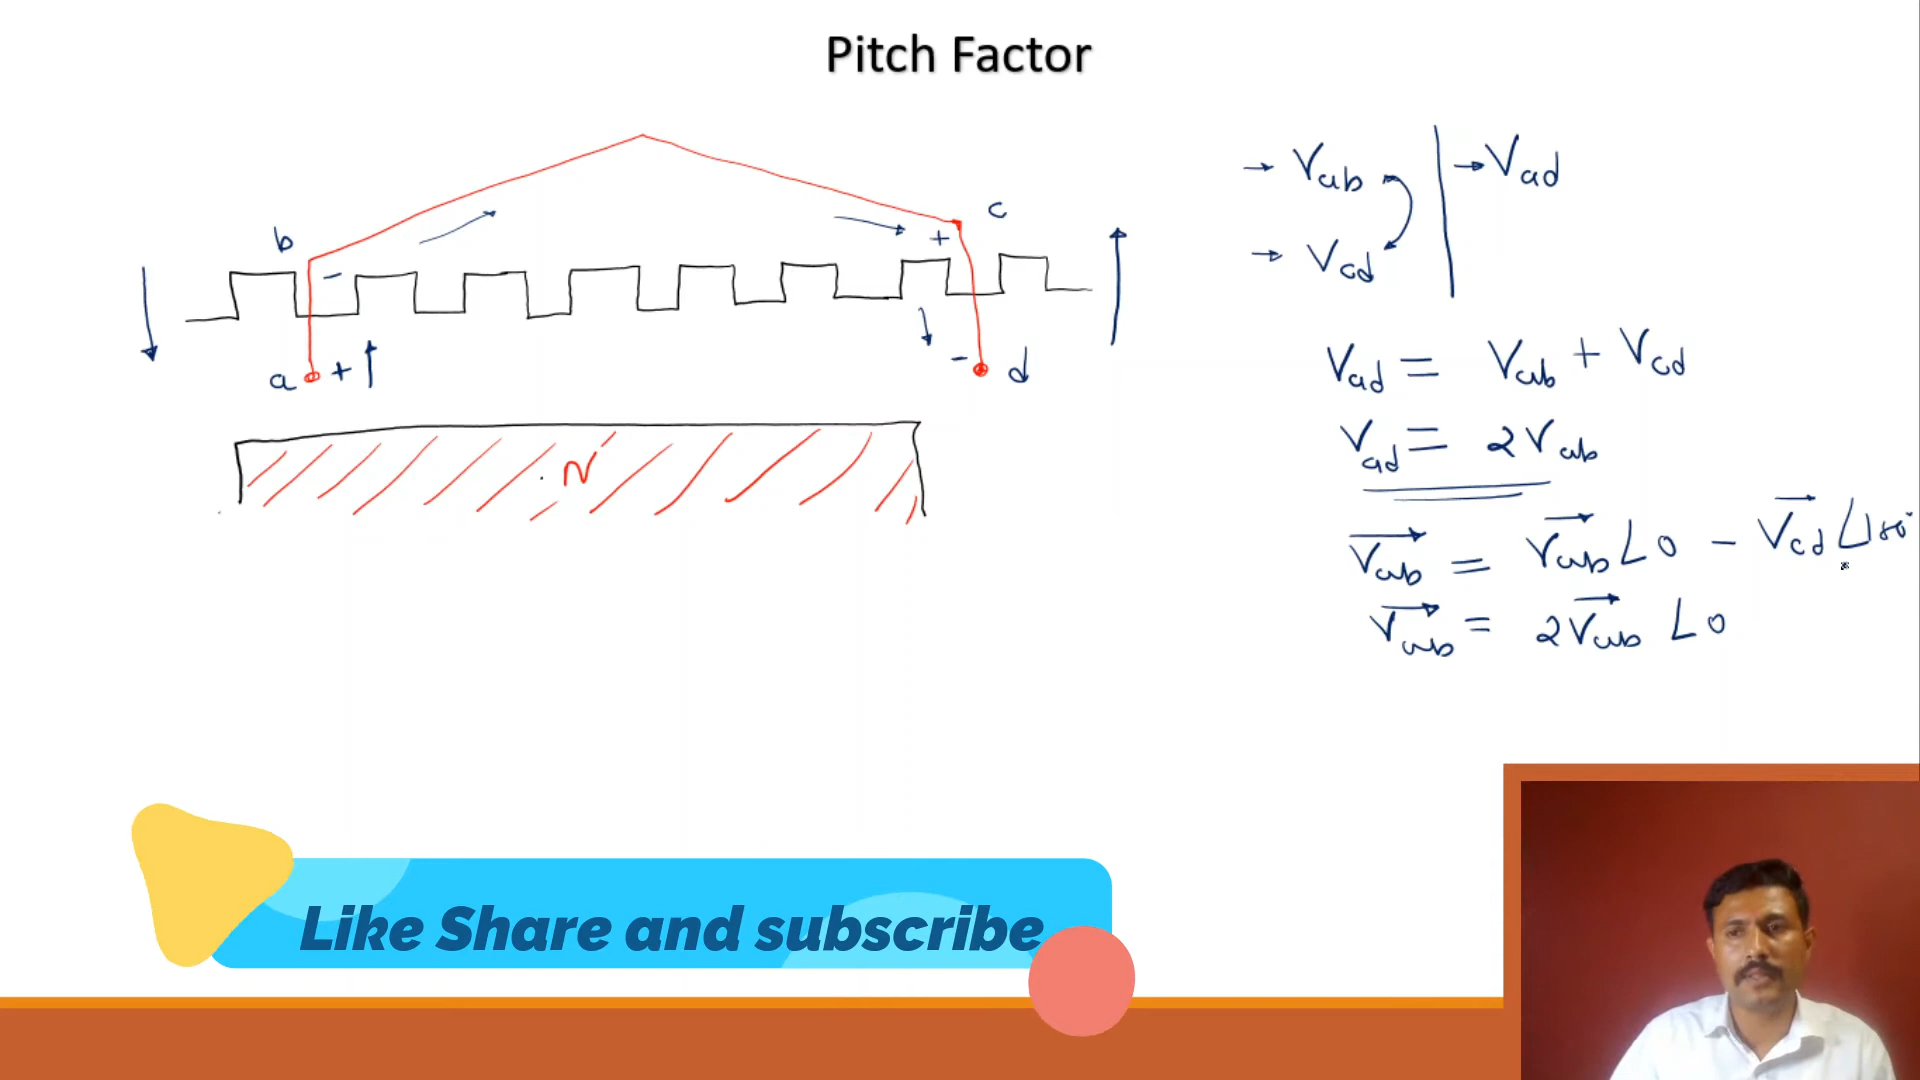 Pitch Factor
b
−
c
+
a
+
−
d
N
→ Vab
→ Vad
→ Vcd
Vad = Vab + Vcd
Vad = 2Vab
Vab = Vab∠0 − Vcd∠180°
Vab = 2Vab ∠0
Like Share and subscribe